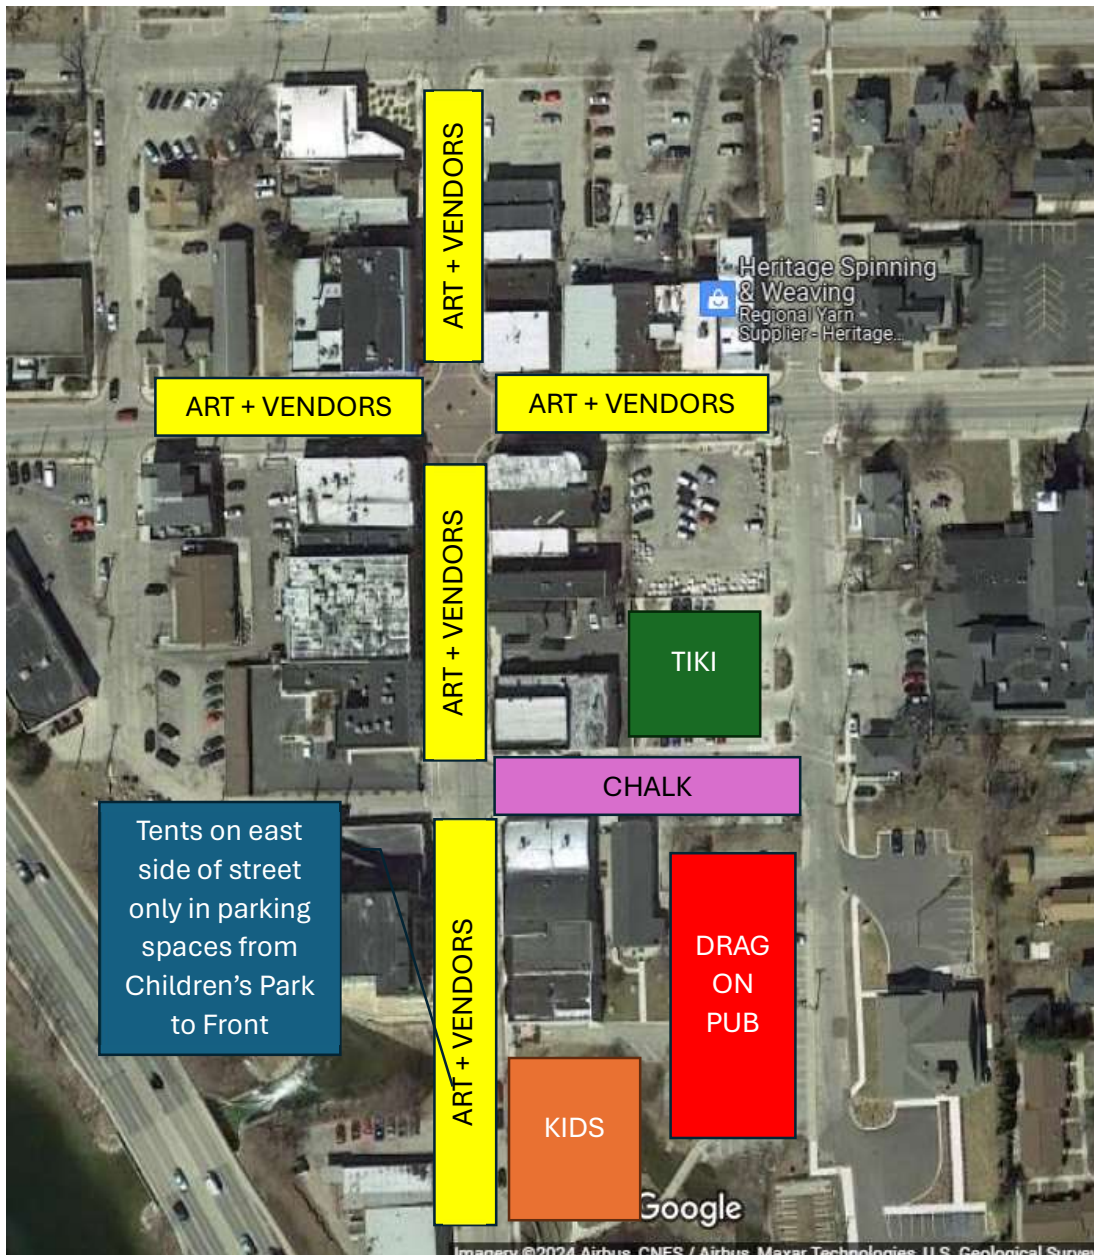 ART + VENDORS
Heritage Spinning
& Weaving
Regional Yarn
Supplier - Heritage...
ART + VENDORS
ART + VENDORS
ART + VENDORS
TIKI
CHALK
Tents on east
side of street
only in parking
spaces from
Children's Park
to Front
ART + VENDORS
DRAG
ON
PUB
KIDS
Google
Imagery ©2024 Airbus, CNES / Airbus, Maxar Technologies, U.S. Geological Survey